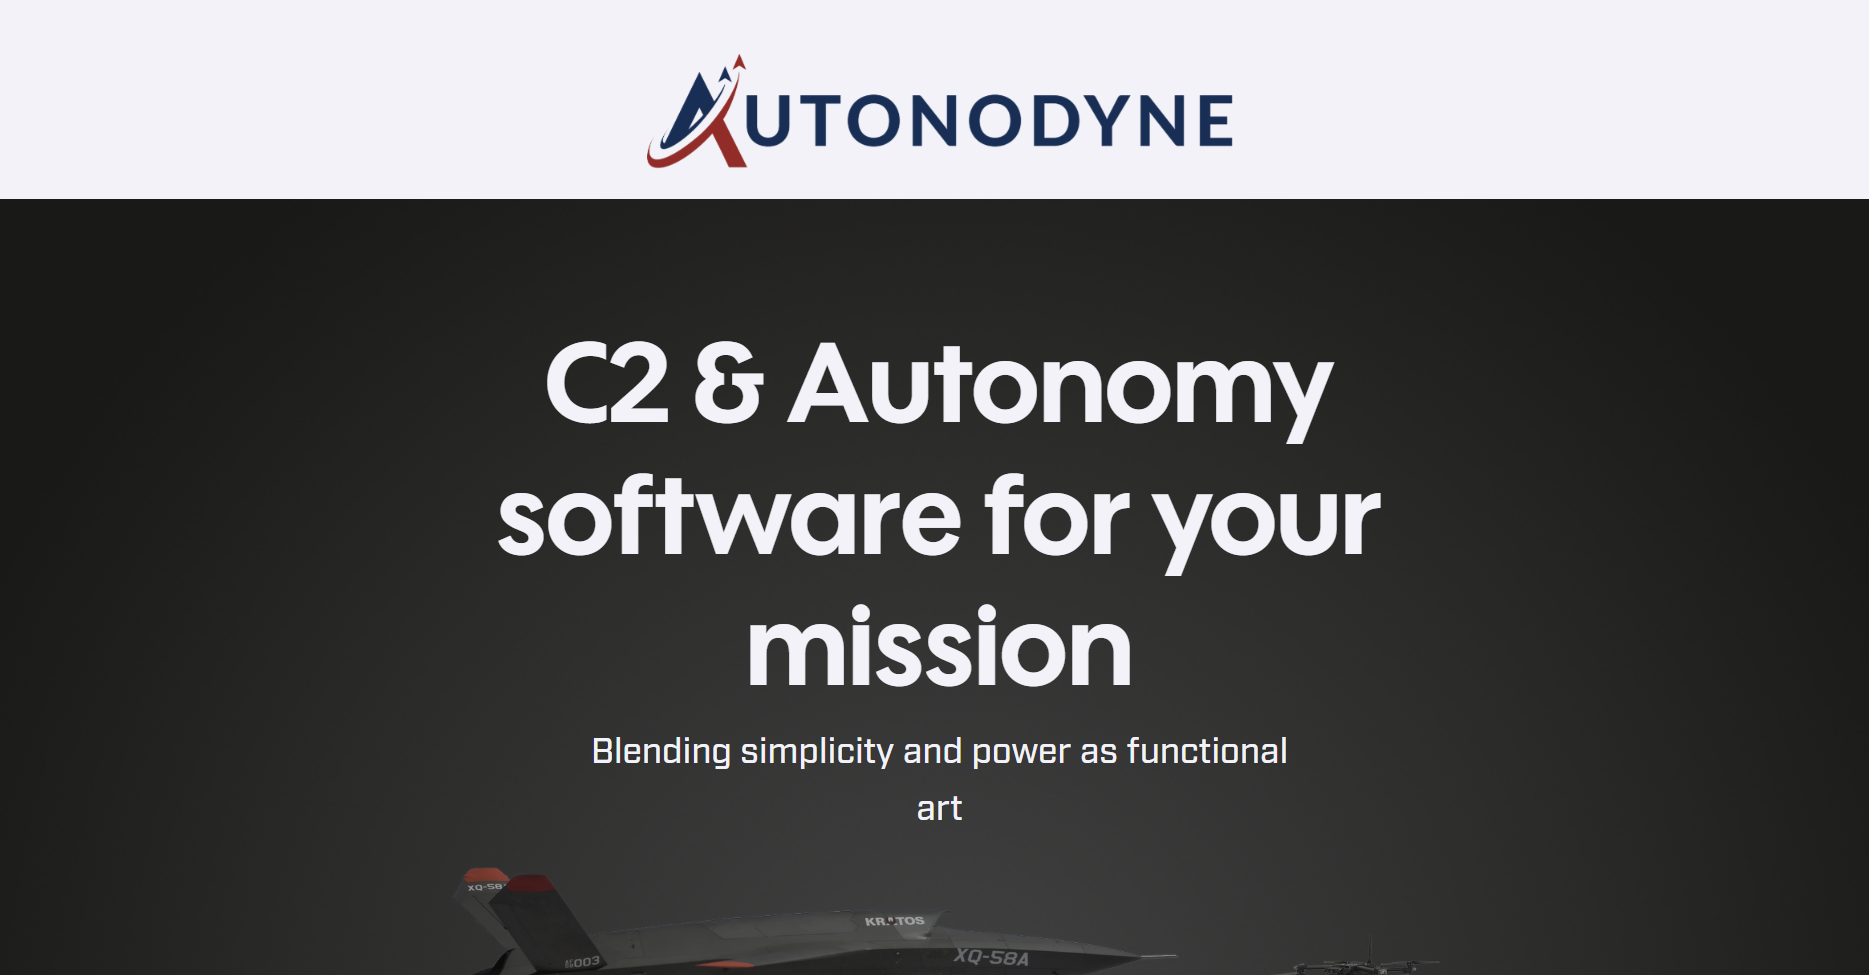 AUTONODYNE
C2 & Autonomy
software for your
mission
Blending simplicity and power as functional
art
XQ-58
KRATOS
XQ-58A
003